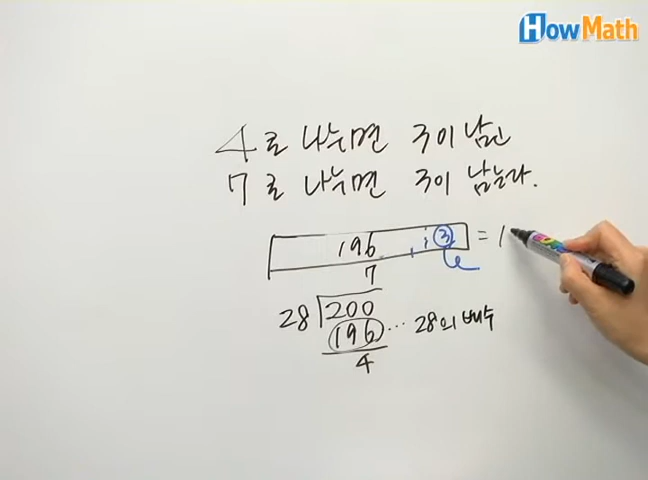 HowMath
4로 나누면 3이 남고
7로 나누면 3이 남는다.
196 3 = 1
7
28 200
196 … 28의 배수
4